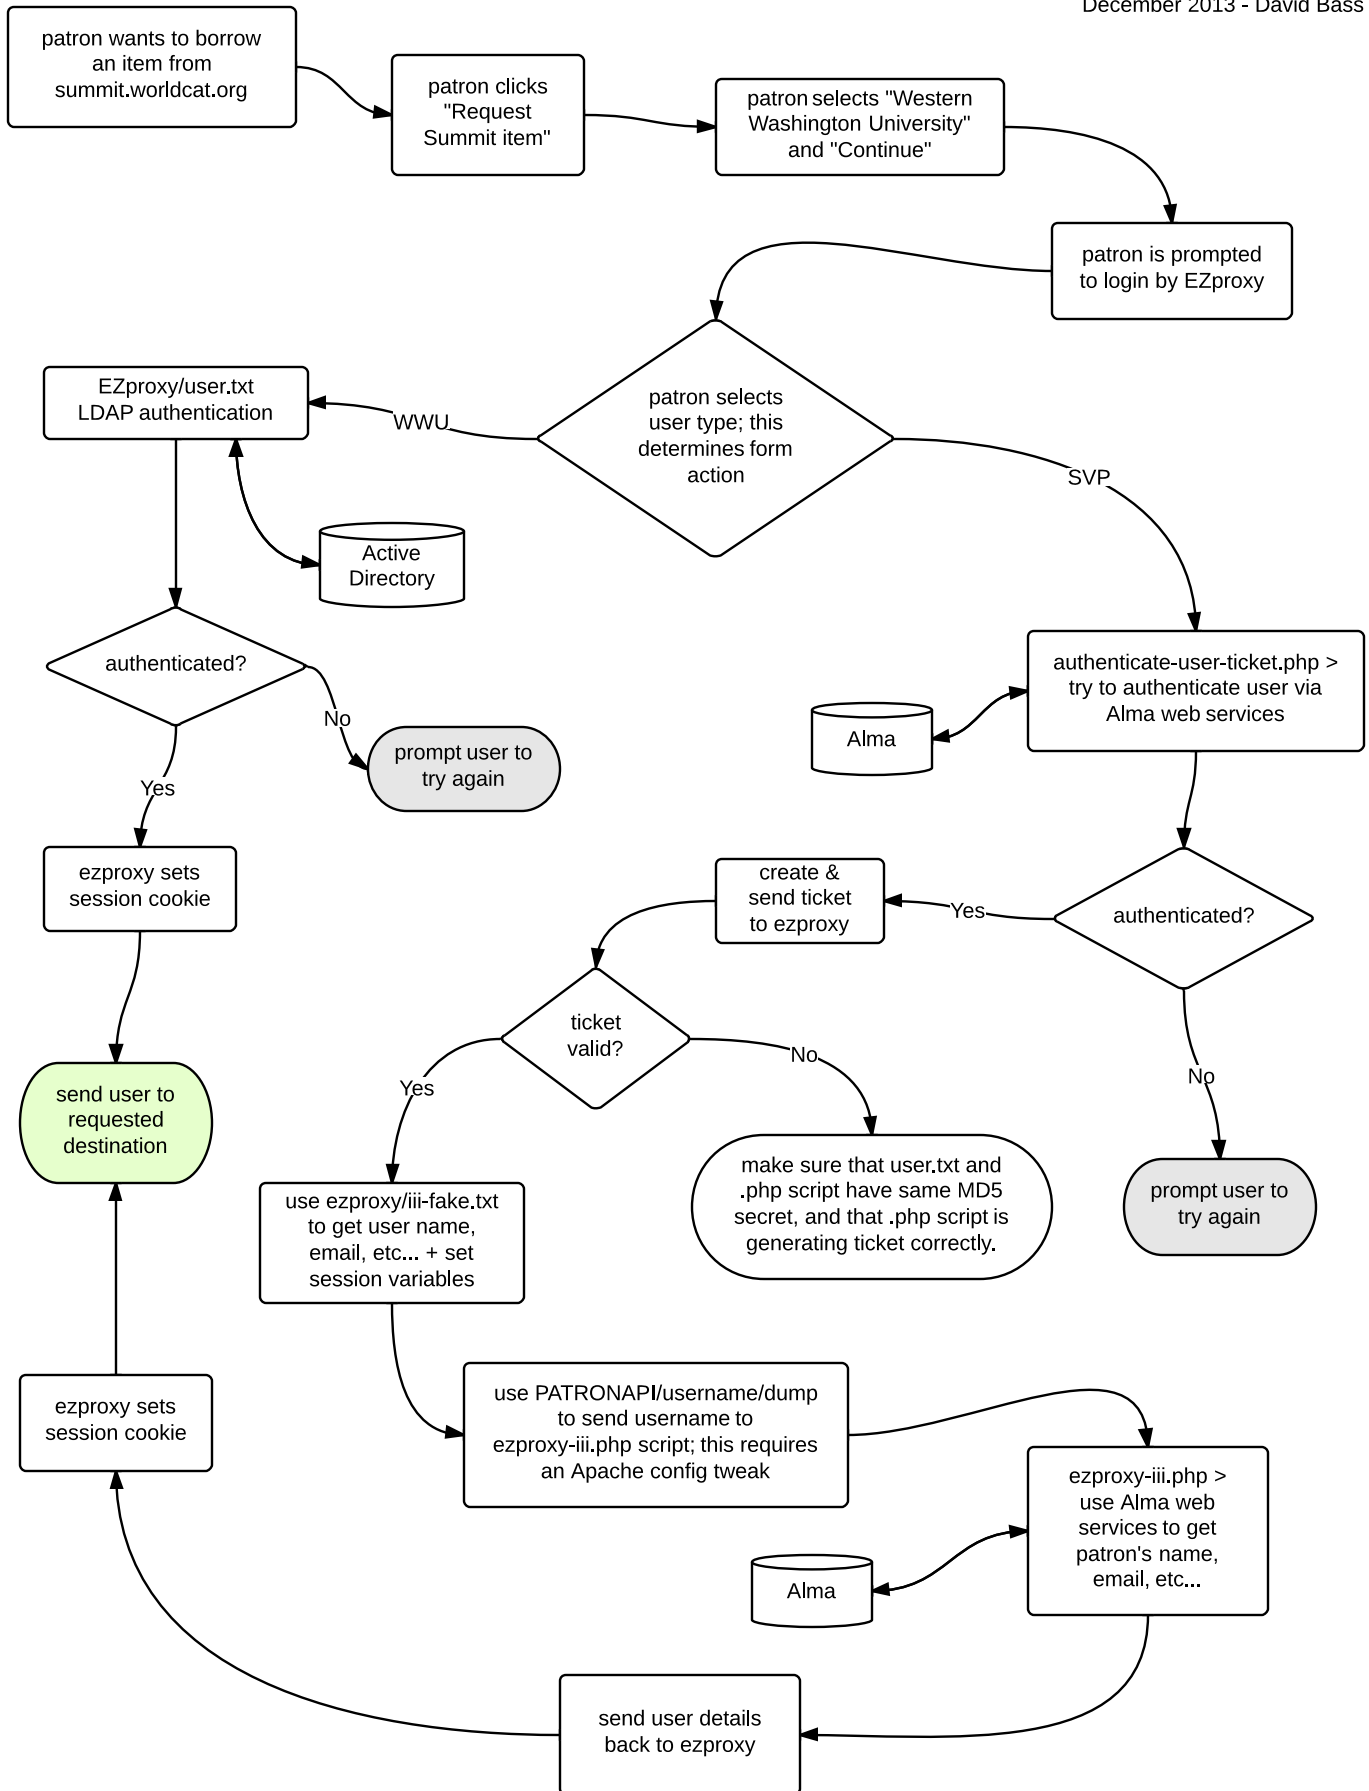 December 2013 - David Bass
patron wants to borrow
an item from
summit.worldcat.org
patron clicks
"Request
Summit item"
patron selects "Western
Washington University"
and "Continue"
patron is prompted
to login by EZproxy
patron selects
user type; this
determines form
action
WWU
SVP
EZproxy/user.txt
LDAP authentication
Active
Directory
authenticated?
No
prompt user to
try again
Yes
ezproxy sets
session cookie
send user to
requested
destination
authenticate-user-ticket.php >
try to authenticate user via
Alma web services
Alma
authenticated?
Yes
No
prompt user to
try again
create &
send ticket
to ezproxy
ticket
valid?
No
make sure that user.txt and
.php script have same MD5
secret, and that .php script is
generating ticket correctly.
Yes
use ezproxy/iii-fake.txt
to get user name,
email, etc... + set
session variables
use PATRONAPI/username/dump
to send username to
ezproxy-iii.php script; this requires
an Apache config tweak
ezproxy-iii.php >
use Alma web
services to get
patron's name,
email, etc...
Alma
send user details
back to ezproxy
ezproxy sets
session cookie